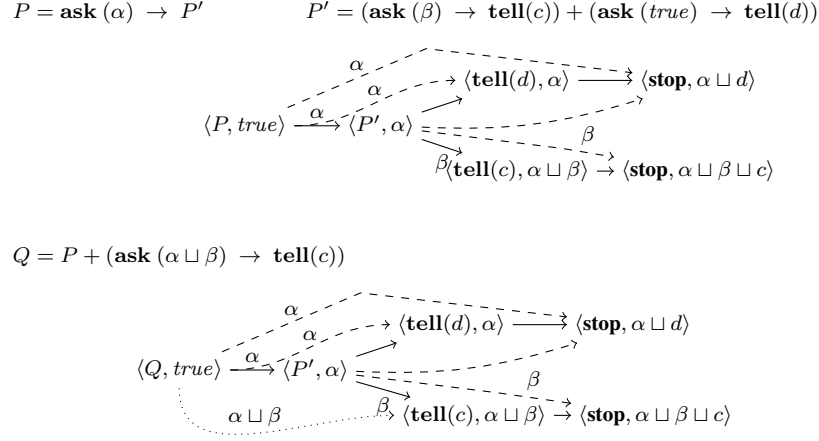 P = ask (α) → P′    P′ = (ask (β) → tell(c)) + (ask (true) → tell(d))
α
α
⟨tell(d), α⟩ ⟨stop, α ⊔ d⟩
α
⟨P, true⟩ ⟨P′, α⟩
β
β ⟨tell(c), α ⊔ β⟩ → ⟨stop, α ⊔ β ⊔ c⟩
Q = P + (ask (α ⊔ β) → tell(c))
α
α
⟨tell(d), α⟩ ⟨stop, α ⊔ d⟩
α
⟨Q, true⟩ ⟨P′, α⟩
β
α ⊔ β
β ⟨tell(c), α ⊔ β⟩ → ⟨stop, α ⊔ β ⊔ c⟩